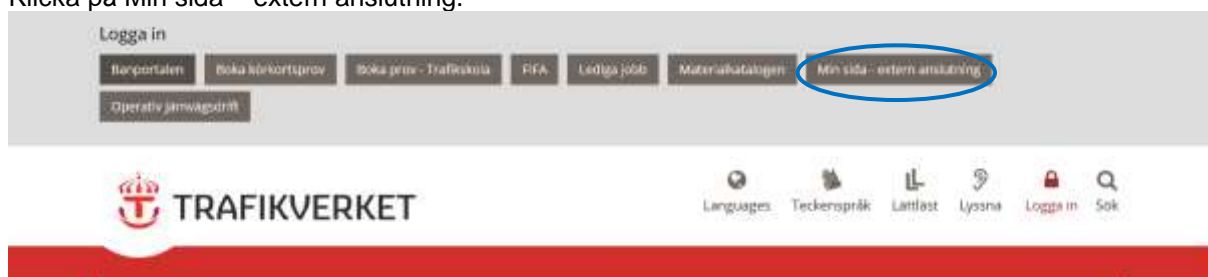 Klicka på Min sida – extern anslutning.
Logga in
Banportalen Boka körkortsprov Boka prov - Trafikskola FIFA Lediga jobb Materialkatalogen Min sida - extern anslutning
Operativ järnvägsdrift
TRAFIKVERKET
Languages Teckenspråk Lättläst Lyssna Logga in Sök